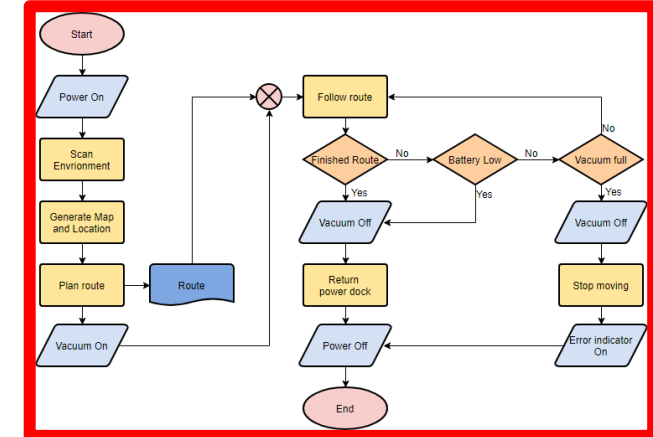 Start
Power On
Scan
Envrionment
Generate Map
and Location
Plan route
Route
Vacuum On
Follow route
Finished Route
No
Battery Low
No
Vacuum full
No
Yes
Yes
Yes
Vacuum Off
Vacuum Off
Return
power dock
Stop moving
Power Off
Error indicator
On
End